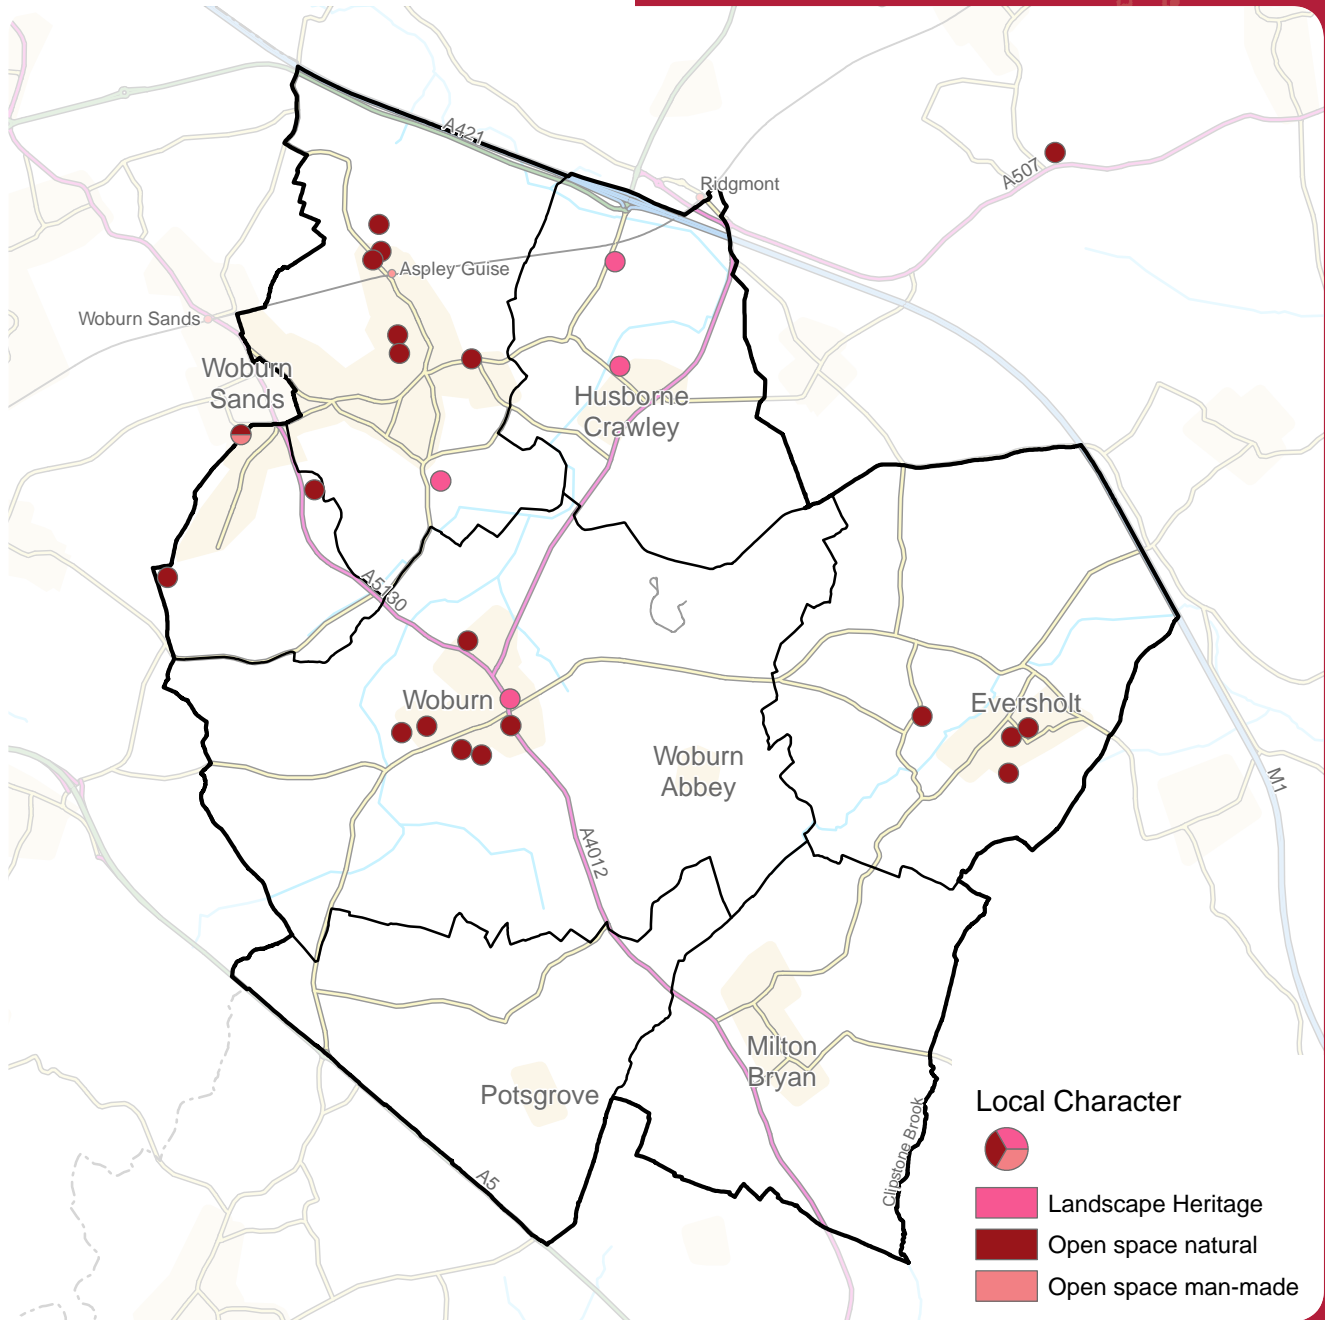 A421
Ridgmont
A507
Aspley Guise
Woburn Sands
Woburn
Sands
Husborne
Crawley
A5130
Woburn
Eversholt
Woburn
Abbey
M1
A4012
Milton
Bryan
Potsgrove
Clipstone Brook
A5
Local Character
Landscape Heritage
Open space natural
Open space man-made